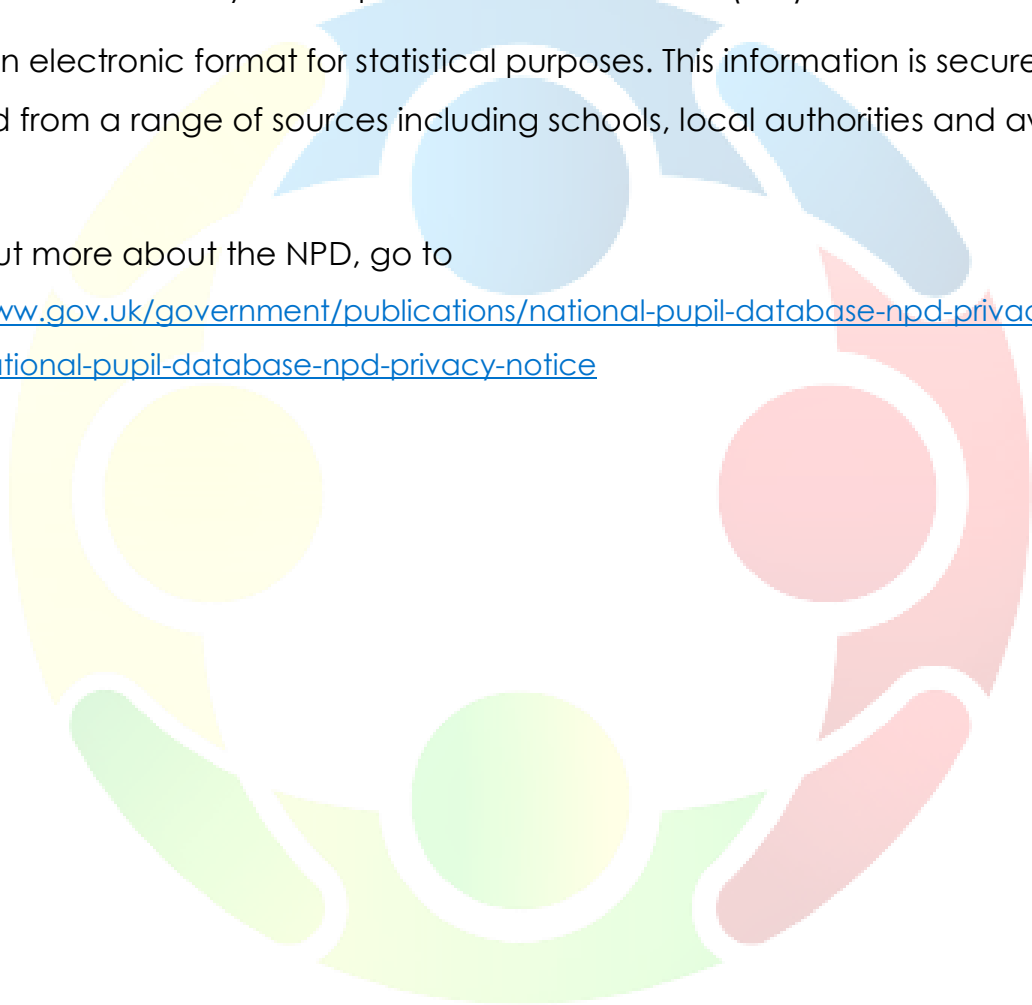 n electronic format for statistical purposes. This information is secure
d from a range of sources including schools, local authorities and av
ut more about the NPD, go to
ww.gov.uk/government/publications/national-pupil-database-npd-privac
ational-pupil-database-npd-privacy-notice